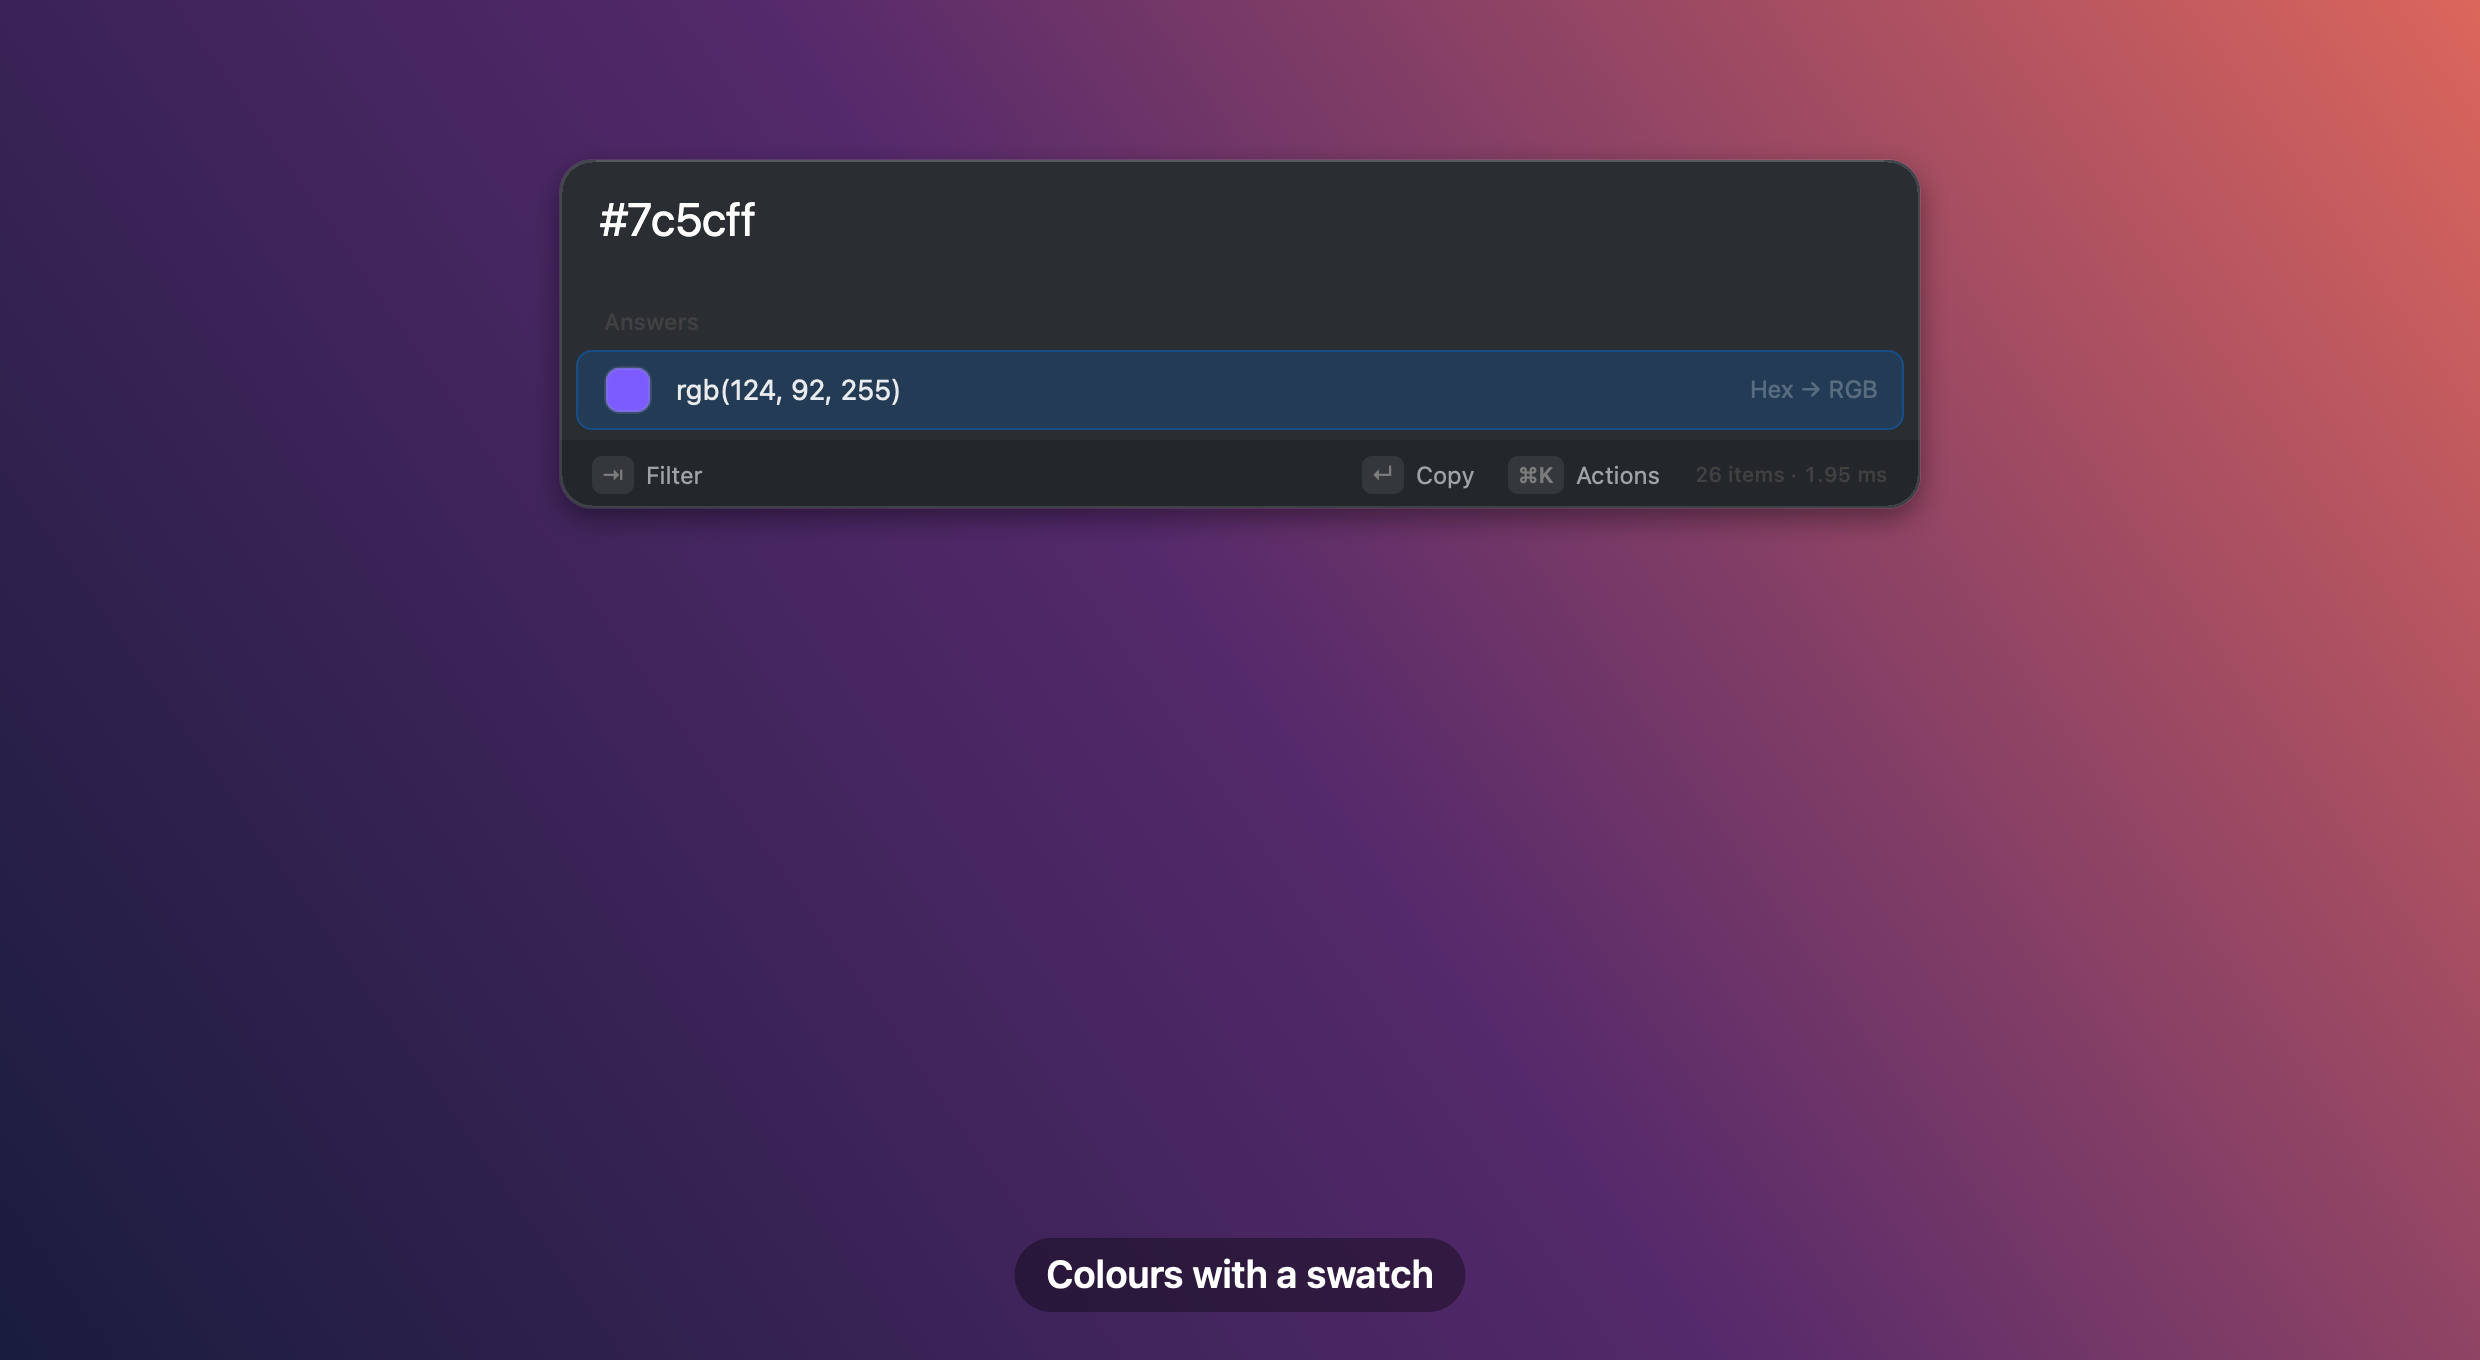 #7c5cff
Answers
rgb(124, 92, 255)
Hex → RGB
⇥ Filter
↵ Copy
⌘K Actions
26 items · 1.95 ms
Colours with a swatch